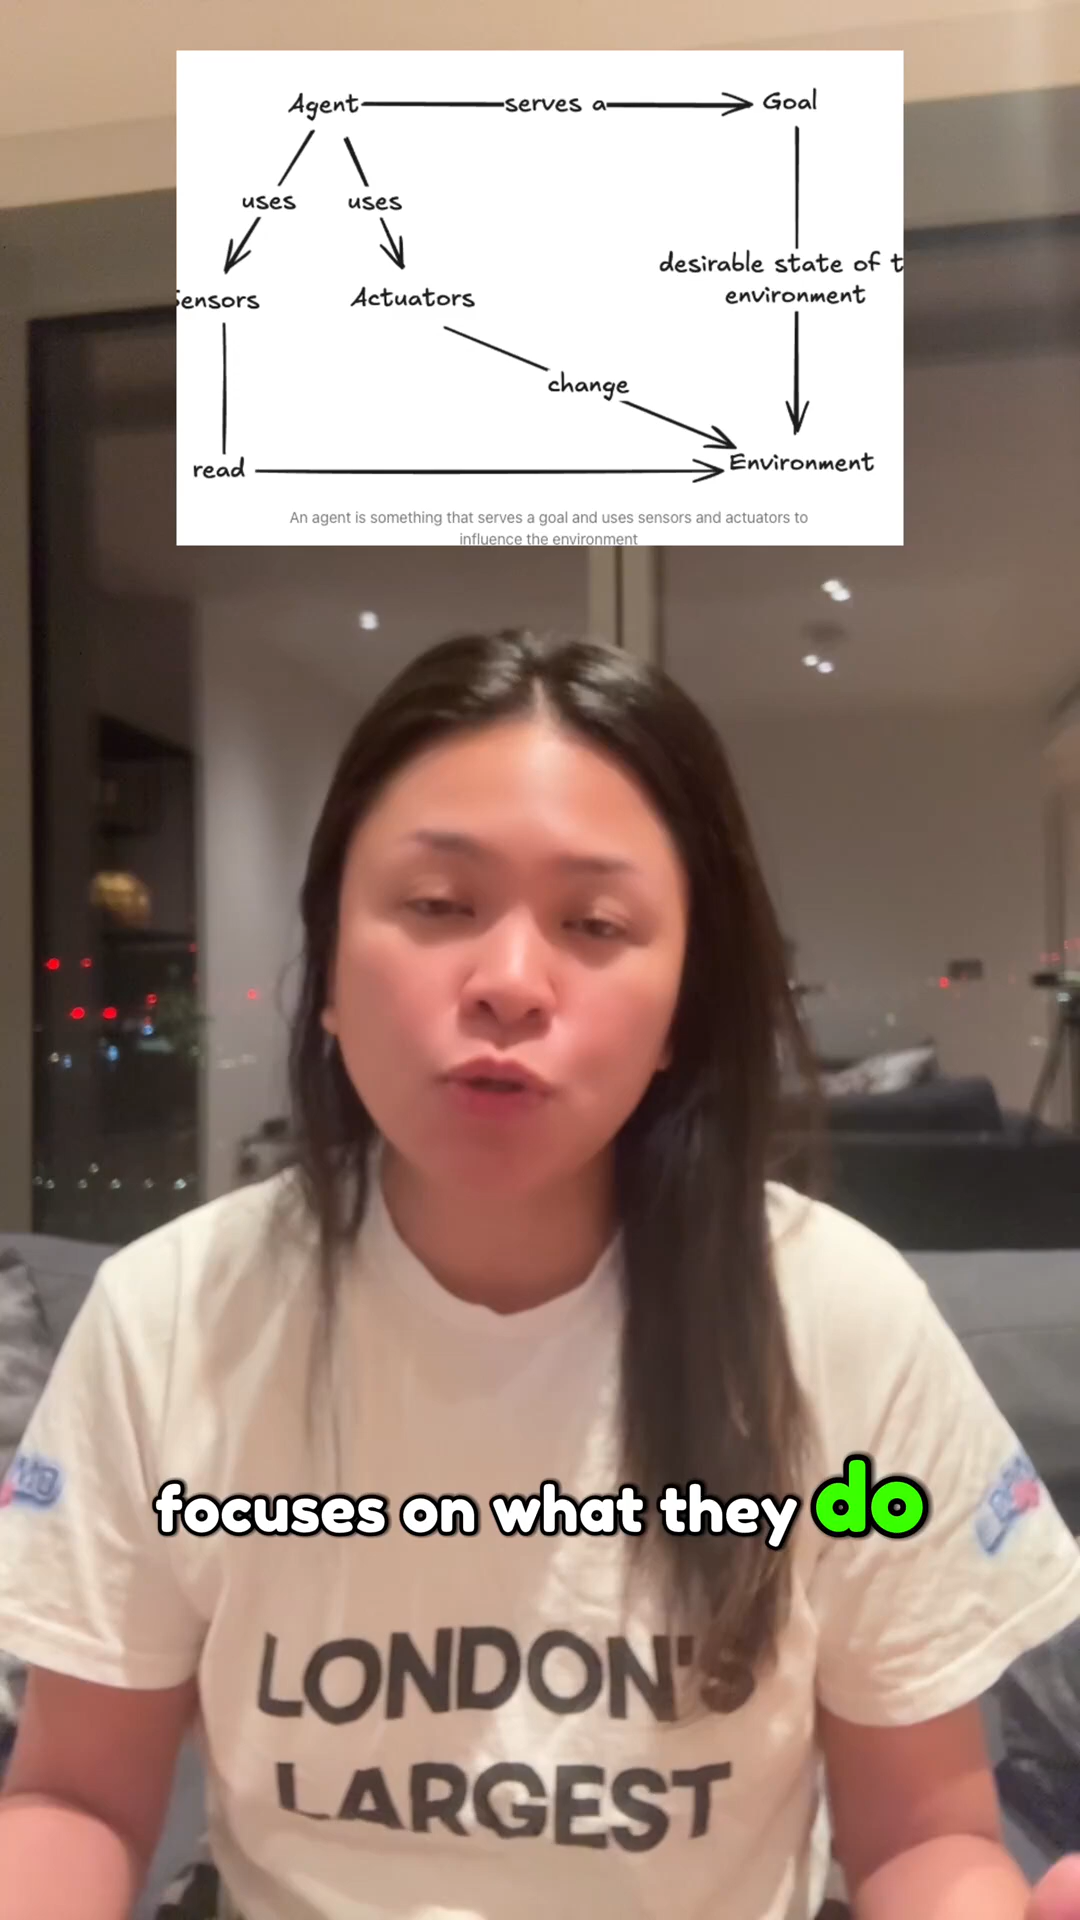 Agent serves a Goal
uses uses
desirable state of t
environment
ensors Actuators
change
read Environment
An agent is something that serves a goal and uses sensors and actuators to
influence the environment
focuses on what they do
LONDON'S
LARGEST